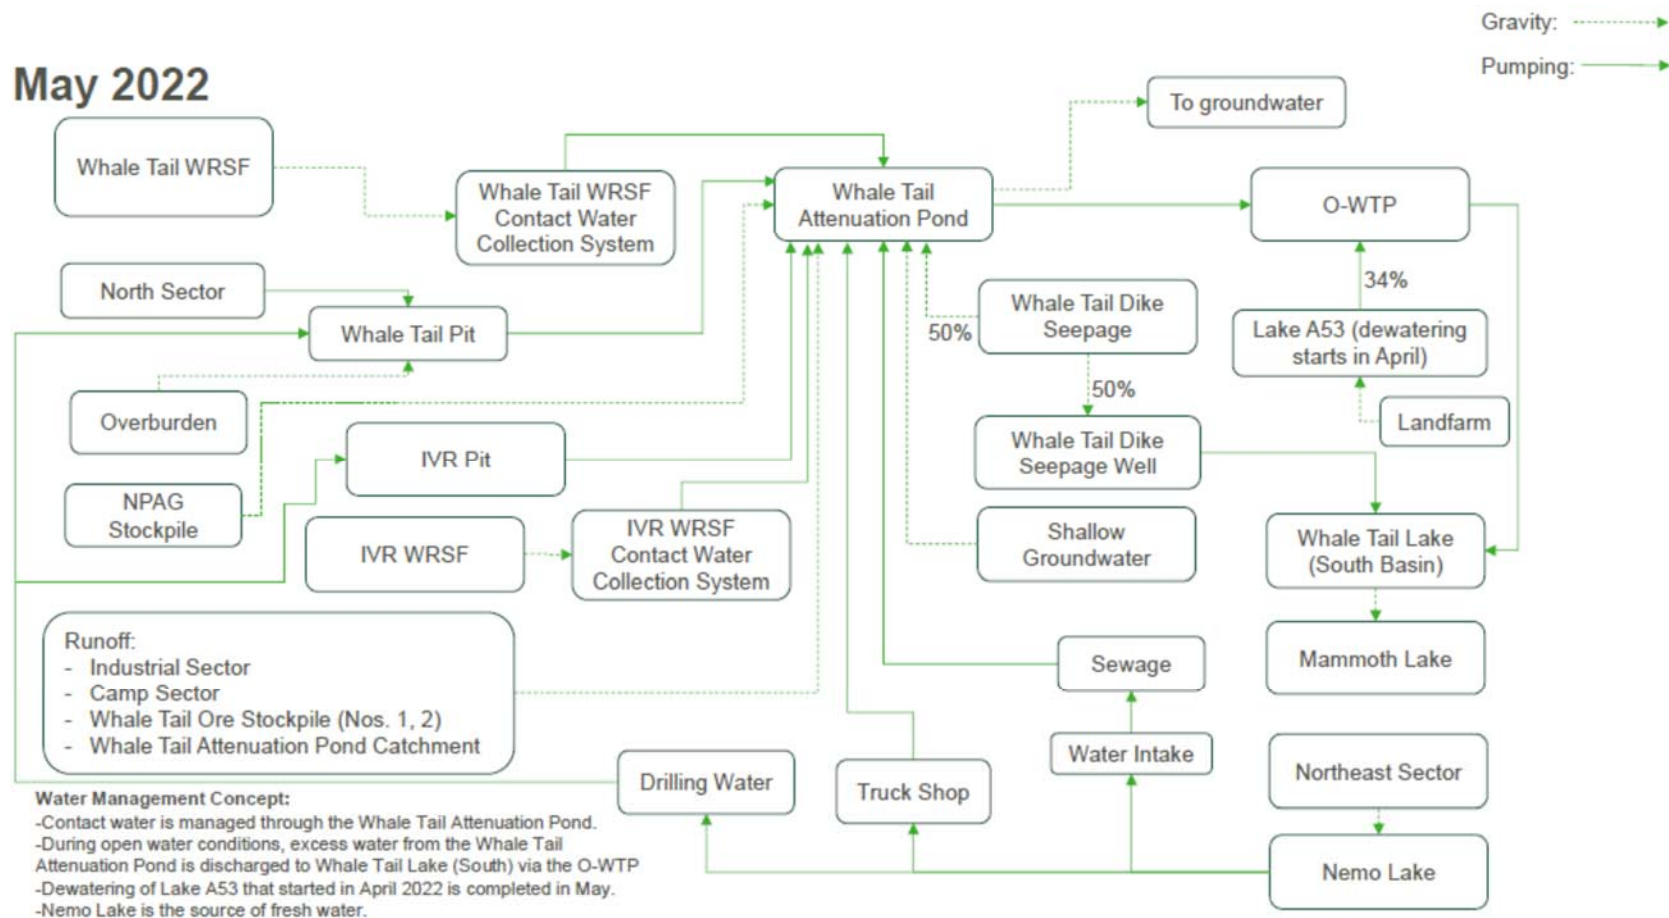 Gravity:
Pumping:
May 2022
To groundwater
Whale Tail WRSF
Whale Tail WRSF
Contact Water
Collection System
Whale Tail
Attenuation Pond
O-WTP
North Sector
Whale Tail Pit
Whale Tail Dike
Seepage
50%
50%
34%
Lake A53 (dewatering
starts in April)
Landfarm
Overburden
IVR Pit
Whale Tail Dike
Seepage Well
NPAG
Stockpile
IVR WRSF
IVR WRSF
Contact Water
Collection System
Shallow
Groundwater
Whale Tail Lake
(South Basin)
Mammoth Lake
Runoff:
- Industrial Sector
- Camp Sector
- Whale Tail Ore Stockpile (Nos. 1, 2)
- Whale Tail Attenuation Pond Catchment
Sewage
Water Intake
Northeast Sector
Drilling Water
Truck Shop
Nemo Lake
Water Management Concept:
-Contact water is managed through the Whale Tail Attenuation Pond.
-During open water conditions, excess water from the Whale Tail
Attenuation Pond is discharged to Whale Tail Lake (South) via the O-WTP
-Dewatering of Lake A53 that started in April 2022 is completed in May.
-Nemo Lake is the source of fresh water.